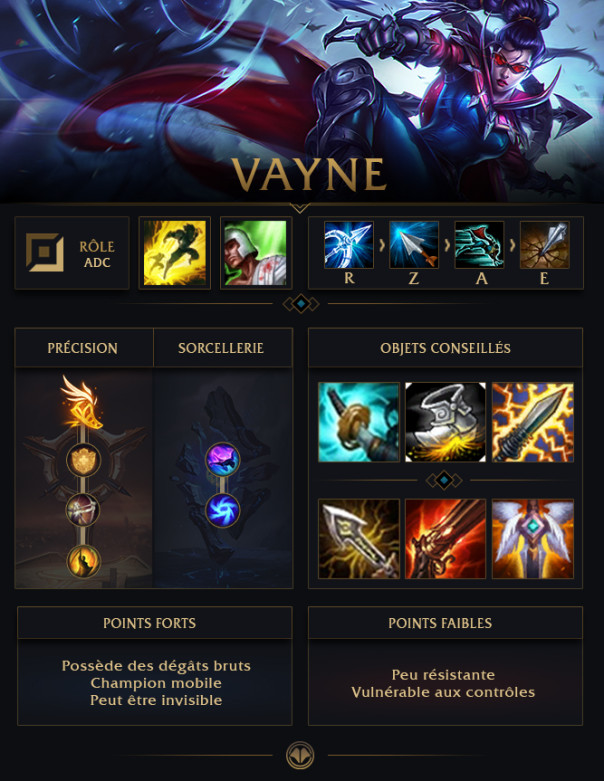 VAYNE
RÔLE
ADC
R
Z
A
E
PRÉCISION
SORCELLERIE
OBJETS CONSEILLÉS
POINTS FORTS
Possède des dégâts bruts
Champion mobile
Peut être invisible
POINTS FAIBLES
Peu résistante
Vulnérable aux contrôles